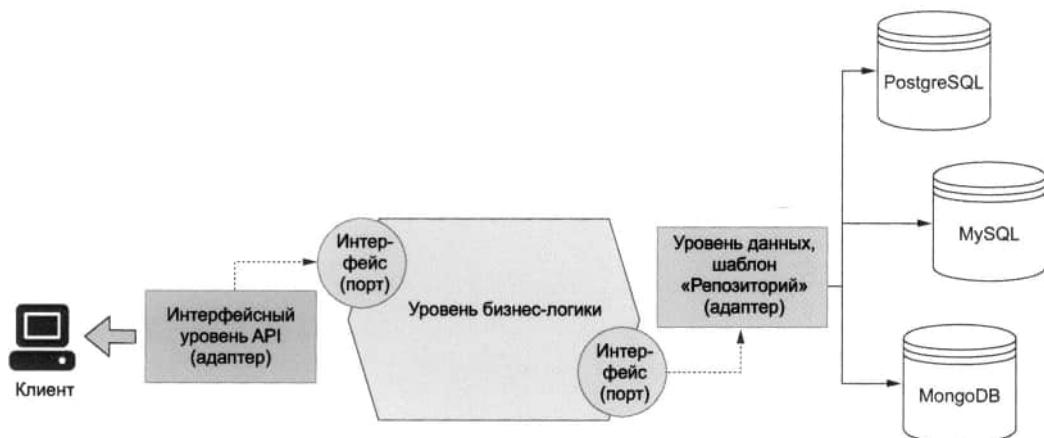 PostgreSQL
MySQL
MongoDB
Уровень данных,
шаблон
«Репозиторий»
(адаптер)
Интер-
фейс
(порт)
Уровень бизнес-логики
Интер-
фейс
(порт)
Интерфейсный
уровень API
(адаптер)
Клиент